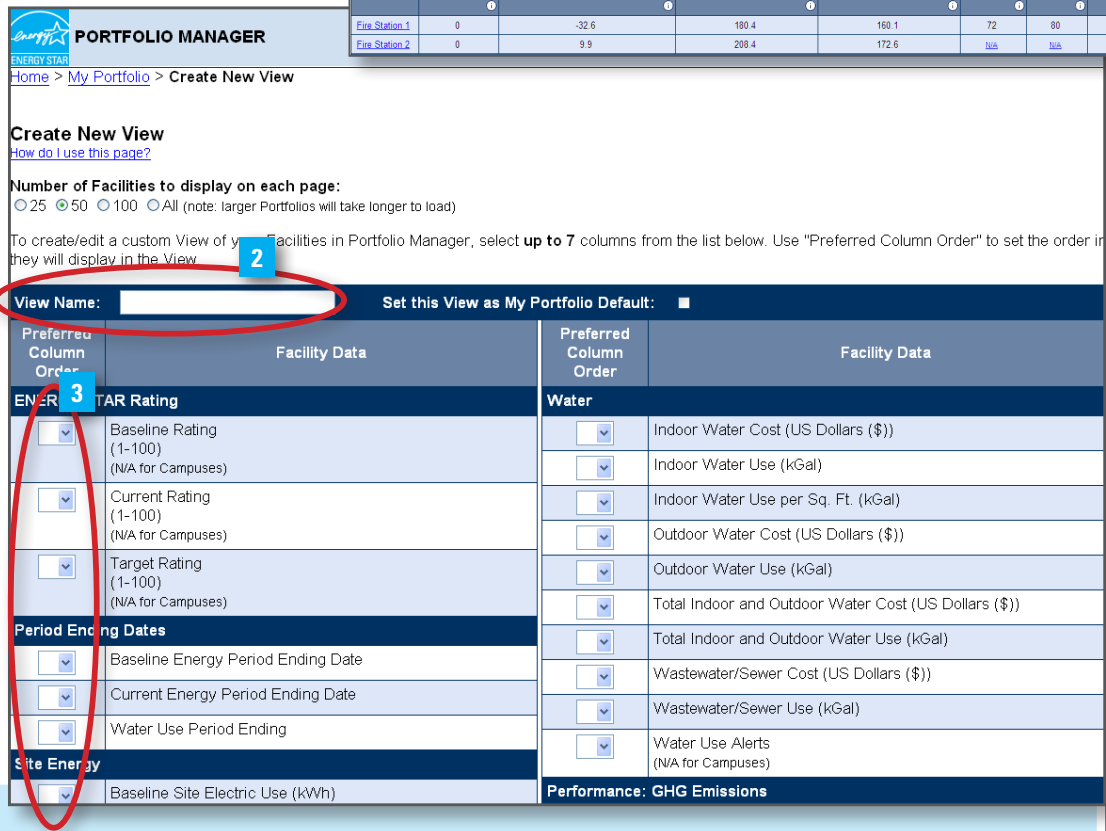 Fire Station 1 0 -32.6 180.4 160.1 72 80
Fire Station 2 0 9.9 208.4 172.6 N/A N/A
energy
ENERGY STAR
PORTFOLIO MANAGER
Home > My Portfolio > Create New View
Create New View
How do I use this page?
Number of Facilities to display on each page:
25 50 100 All (note: larger Portfolios will take longer to load)
To create/edit a custom View of Facilities in Portfolio Manager, select up to 7 columns from the list below. Use "Preferred Column Order" to set the order in
they will display in the View.
2
View Name: Set this View as My Portfolio Default:
Preferred
Column
Order
Facility Data
Preferred
Column
Order
Facility Data
3
ENER TAR Rating
Baseline Rating
(1-100)
(N/A for Campuses)
Current Rating
(1-100)
(N/A for Campuses)
Target Rating
(1-100)
(N/A for Campuses)
Period Ending Dates
Baseline Energy Period Ending Date
Current Energy Period Ending Date
Water Use Period Ending
Site Energy
Baseline Site Electric Use (kWh)
Water
Indoor Water Cost (US Dollars ($))
Indoor Water Use (kGal)
Indoor Water Use per Sq. Ft. (kGal)
Outdoor Water Cost (US Dollars ($))
Outdoor Water Use (kGal)
Total Indoor and Outdoor Water Cost (US Dollars ($))
Total Indoor and Outdoor Water Use (kGal)
Wastewater/Sewer Cost (US Dollars ($))
Wastewater/Sewer Use (kGal)
Water Use Alerts
(N/A for Campuses)
Performance: GHG Emissions